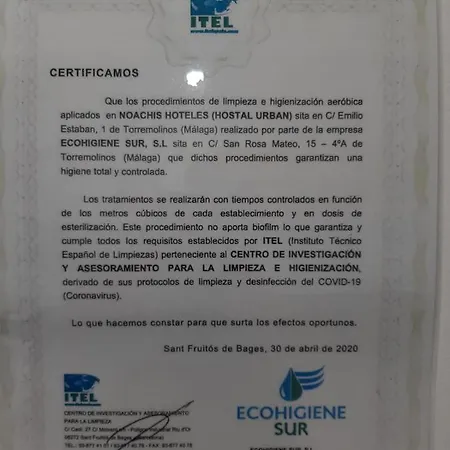 ITEL
CERTIFICAMOS
Que los procedimientos de limpieza e higienización aeróbica
aplicados en NOACHIS HOTELES (HOSTAL URBAN) sita en C/ Emilio
Estaban, 1 de Torremolinos (Málaga) realizado por parte de la empresa
ECOHIGIENE SUR, S.L sita en C/ San Rosa Mateo, 15 – 4ºA de
Torremolinos (Málaga) que dichos procedimientos garantizan una
higiene total y controlada.
Los tratamientos se realizarán con tiempos controlados en función
de los metros cúbicos de cada establecimiento y en dosis de
esterilización. Este procedimiento no aporta biofilm lo que garantiza y
cumple todos los requisitos establecidos por ITEL (Instituto Técnico
Español de Limpiezas) perteneciente al CENTRO DE INVESTIGACIÓN
Y ASESORAMIENTO PARA LA LIMPIEZA E HIGIENIZACIÓN,
derivado de sus protocolos de limpieza y desinfección del COVID-19
(Coronavirus).
Lo que hacemos constar para que surta los efectos oportunos.
Sant Fruitós de Bages, 30 de abril de 2020
ITEL
CENTRO DE INVESTIGACIÓN Y ASESORAMIENTO
PARA LA LIMPIEZA
ECOHIGIENE
SUR
ECOHIGIENE SUR, S.L